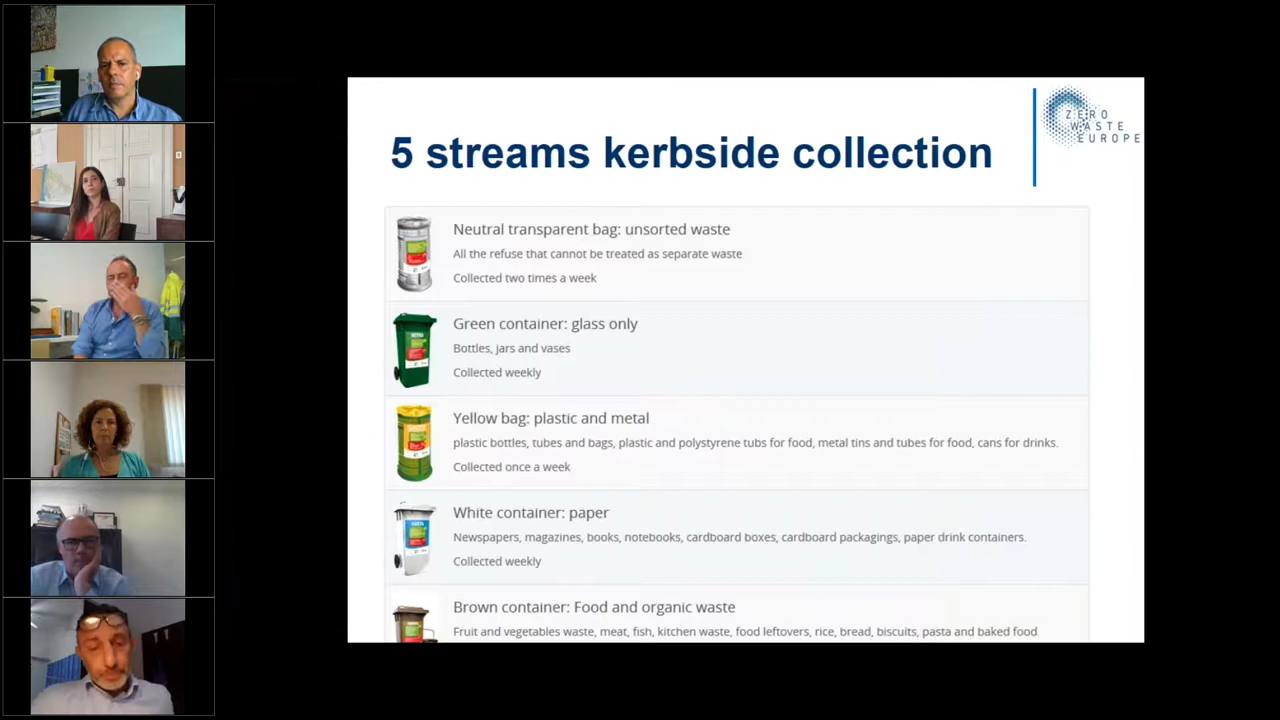 5 streams kerbside collection
ZERO
WASTE
EUROPE
Neutral transparent bag: unsorted waste
All the refuse that cannot be treated as separate waste
Collected two times a week
Green container: glass only
Bottles, jars and vases
Collected weekly
Yellow bag: plastic and metal
plastic bottles, tubes and bags, plastic and polystyrene tubs for food, metal tins and tubes for food, cans for drinks.
Collected once a week
White container: paper
Newspapers, magazines, books, notebooks, cardboard boxes, cardboard packagings, paper drink containers.
Collected weekly
Brown container: Food and organic waste
Fruit and vegetables waste, meat, fish, kitchen waste, food leftovers, rice, bread, biscuits, pasta and baked food